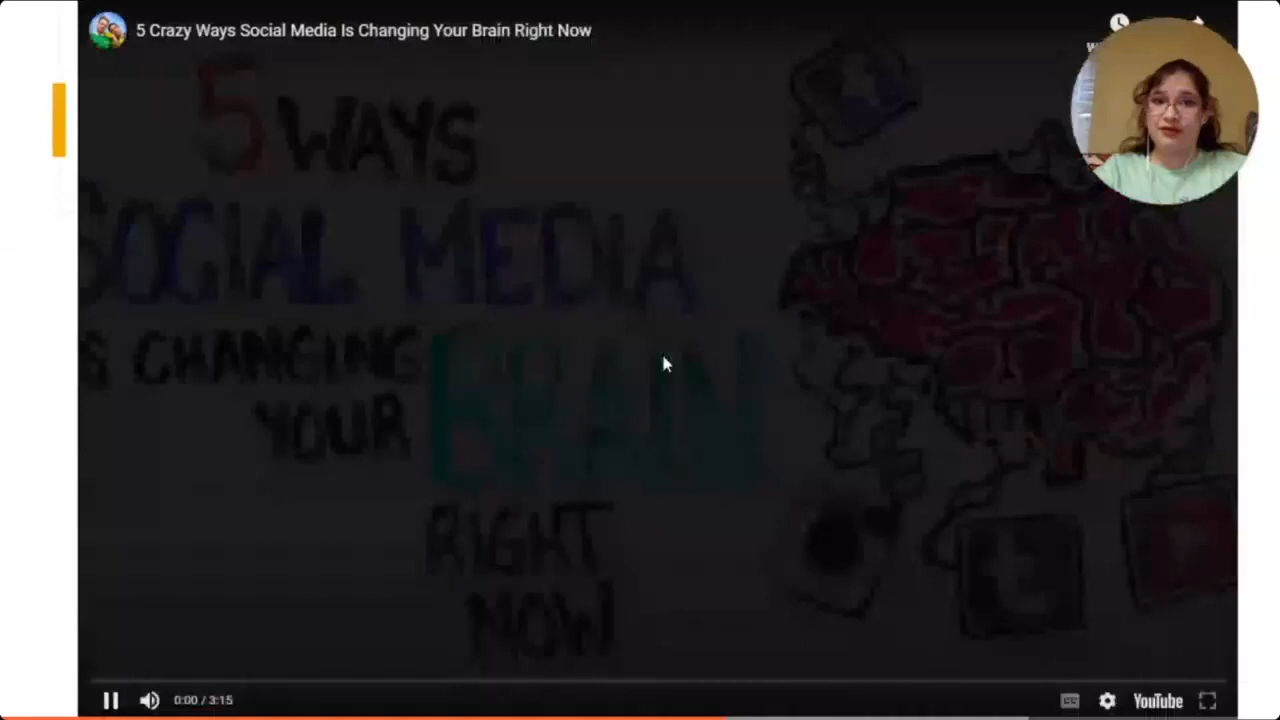 5 Crazy Ways Social Media Is Changing Your Brain Right Now
5 WAYS
SOCIAL MEDIA
CHANGING
YOUR BRAIN
RIGHT
NOW
0:00 / 3:15
CC
YouTube